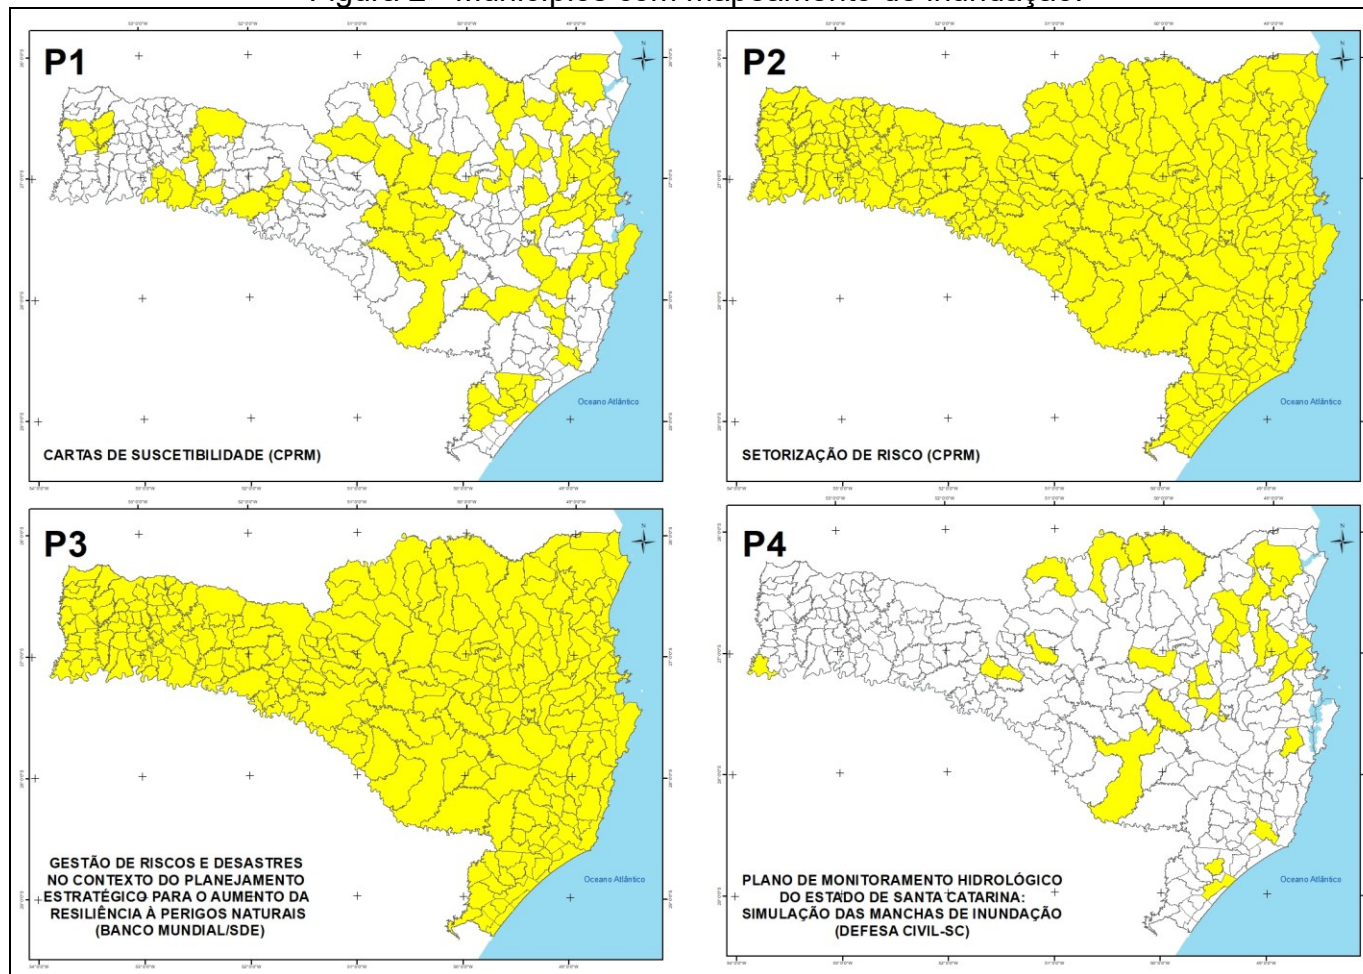 Figura 2 - Municípios com mapeamento de inundação.
P1
N
Oceano Atlântico
CARTAS DE SUSCETIBILIDADE (CPRM)
P2
N
Oceano Atlântico
SETORIZAÇÃO DE RISCO (CPRM)
P3
N
Oceano Atlântico
GESTÃO DE RISCOS E DESASTRES
NO CONTEXTO DO PLANEJAMENTO
ESTRATÉGICO PARA O AUMENTO DA
RESILIÊNCIA À PERIGOS NATURAIS
(BANCO MUNDIAL/SDE)
P4
N
Oceano Atlântico
PLANO DE MONITORAMENTO HIDROLÓGICO
DO ESTADO DE SANTA CATARINA:
SIMULAÇÃO DAS MANCHAS DE INUNDAÇÃO
(DEFESA CIVIL-SC)